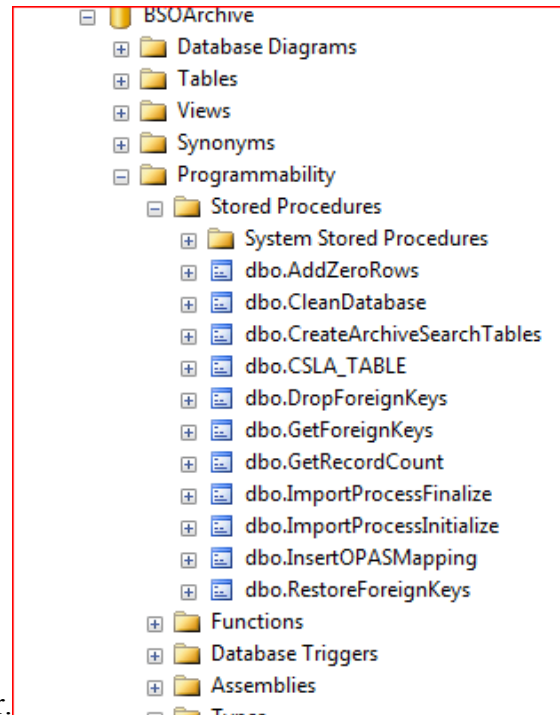 BSOArchive
Database Diagrams
Tables
Views
Synonyms
Programmability
Stored Procedures
System Stored Procedures
dbo.AddZeroRows
dbo.CleanDatabase
dbo.CreateArchiveSearchTables
dbo.CSLA_TABLE
dbo.DropForeignKeys
dbo.GetForeignKeys
dbo.GetRecordCount
dbo.ImportProcessFinalize
dbo.ImportProcessInitialize
dbo.InsertOPASMapping
dbo.RestoreForeignKeys
Functions
Database Triggers
Assemblies